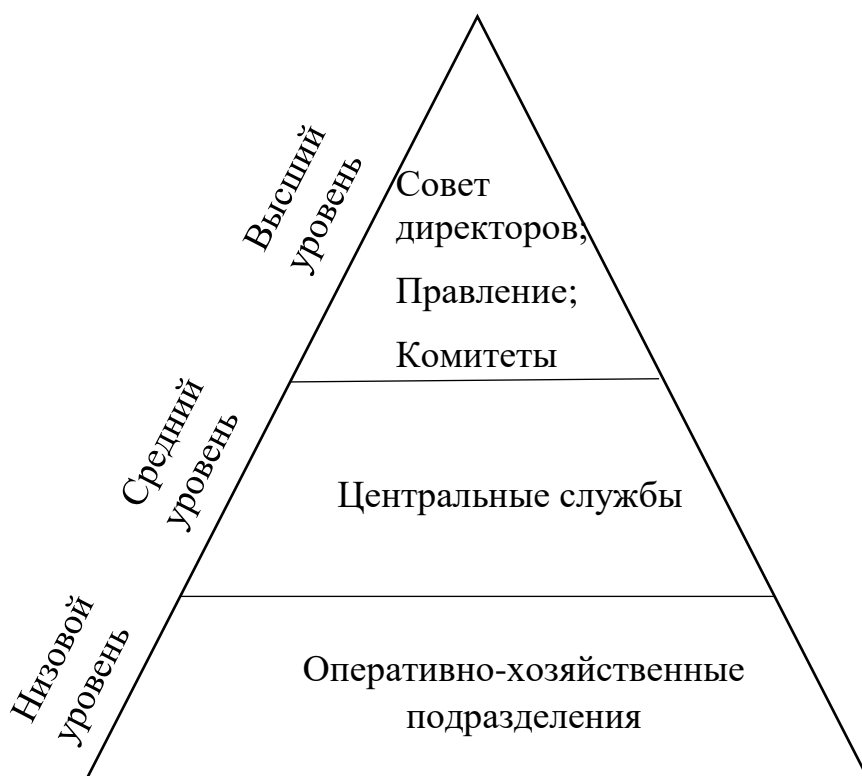 Высший
уровень
Совет
директоров;
Правление;
Комитеты
Средний
уровень
Центральные службы
Низовой
уровень
Оперативно-хозяйственные
подразделения